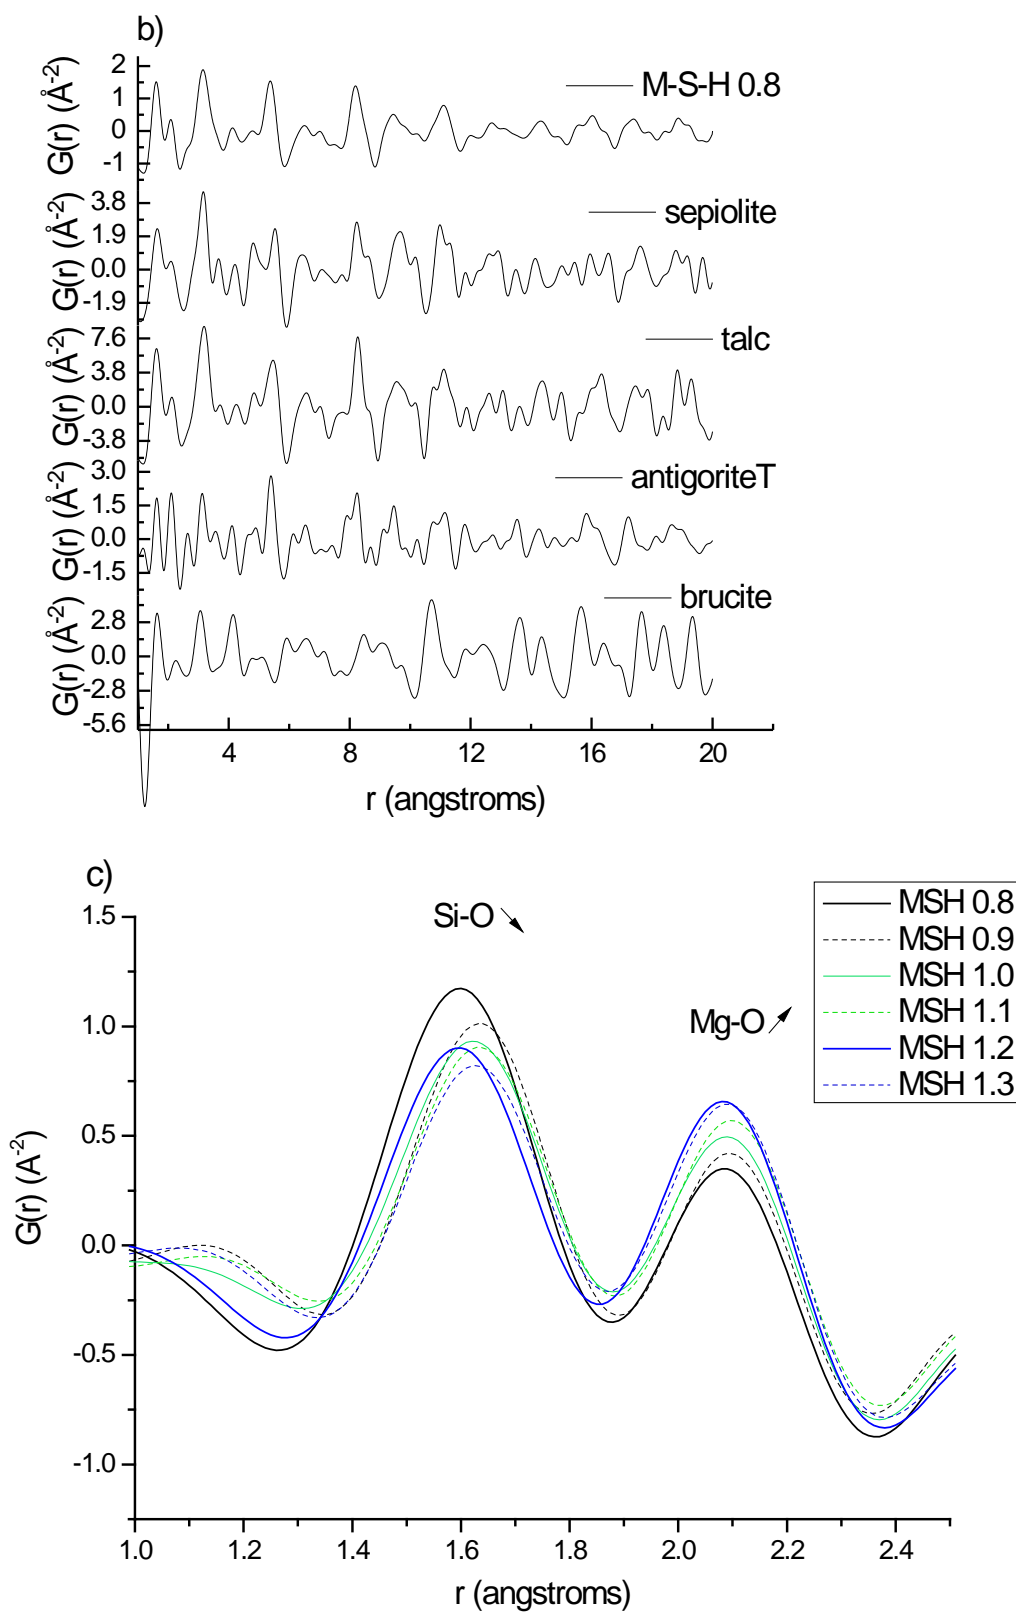 b)
2
1
0
-1
G(r) (Å-2)
M-S-H 0.8
3.8
1.9
0.0
-1.9
G(r) (Å-2)
sepiolite
7.6
3.8
0.0
-3.8
G(r) (Å-2)
talc
3.0
1.5
0.0
-1.5
G(r) (Å-2)
antigoriteT
2.8
0.0
-2.8
-5.6
G(r) (Å-2)
brucite
4 8 12 16 20
r (angstroms)
c)
1.5
1.0
0.5
0.0
-0.5
-1.0
G(r) (A-2)
Si-O
Mg-O
MSH 0.8
MSH 0.9
MSH 1.0
MSH 1.1
MSH 1.2
MSH 1.3
1.0 1.2 1.4 1.6 1.8 2.0 2.2 2.4
r (angstroms)